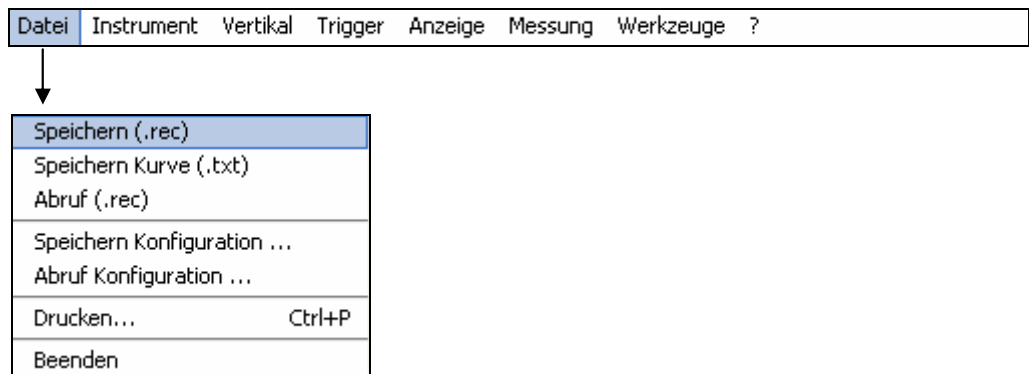 Datei Instrument Vertikal Trigger Anzeige Messung Werkzeuge ?
Speichern (.rec)
Speichern Kurve (.txt)
Abruf (.rec)
Speichern Konfiguration ...
Abruf Konfiguration ...
Drucken... Ctrl+P
Beenden